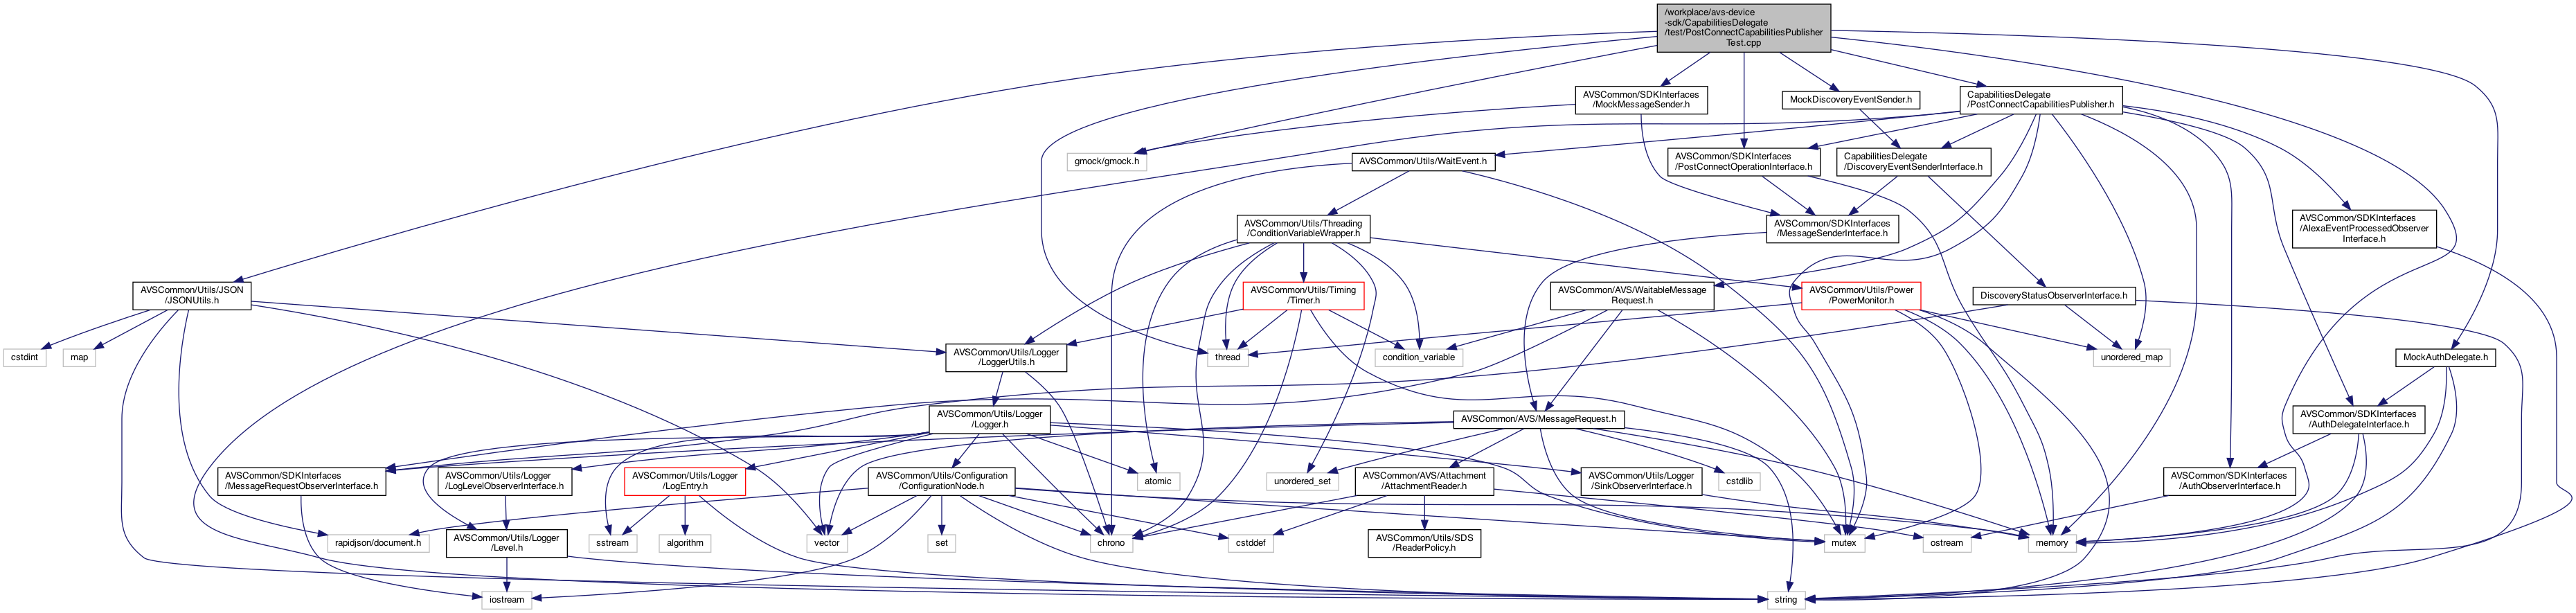 /workplace/avs-device
-sdk/CapabilitiesDelegate
/test/PostConnectCapabilitiesPublisher
Test.cpp
AVSCommon/SDKInterfaces
/MockMessageSender.h
MockDiscoveryEventSender.h
CapabilitiesDelegate
/PostConnectCapabilitiesPublisher.h
gmock/gmock.h
AVSCommon/Utils/WaitEvent.h
AVSCommon/SDKInterfaces
/PostConnectOperationInterface.h
CapabilitiesDelegate
/DiscoveryEventSenderInterface.h
AVSCommon/Utils/Threading
/ConditionVariableWrapper.h
AVSCommon/SDKInterfaces
/MessageSenderInterface.h
AVSCommon/SDKInterfaces
/AlexaEventProcessedObserver
Interface.h
AVSCommon/Utils/JSON
/JSONUtils.h
AVSCommon/Utils/Timing
/Timer.h
AVSCommon/AVS/WaitableMessage
Request.h
AVSCommon/Utils/Power
/PowerMonitor.h
DiscoveryStatusObserverInterface.h
cstdint
map
AVSCommon/Utils/Logger
/LoggerUtils.h
thread
condition_variable
unordered_map
MockAuthDelegate.h
AVSCommon/Utils/Logger
/Logger.h
AVSCommon/AVS/MessageRequest.h
AVSCommon/SDKInterfaces
/AuthDelegateInterface.h
AVSCommon/SDKInterfaces
/MessageRequestObserverInterface.h
AVSCommon/Utils/Logger
/LogLevelObserverInterface.h
AVSCommon/Utils/Logger
/LogEntry.h
AVSCommon/Utils/Configuration
/ConfigurationNode.h
atomic
unordered_set
AVSCommon/AVS/Attachment
/AttachmentReader.h
AVSCommon/Utils/Logger
/SinkObserverInterface.h
cstdlib
AVSCommon/SDKInterfaces
/AuthObserverInterface.h
rapidjson/document.h
AVSCommon/Utils/Logger
/Level.h
sstream
algorithm
vector
set
chrono
cstddef
AVSCommon/Utils/SDS
/ReaderPolicy.h
mutex
ostream
memory
iostream
string